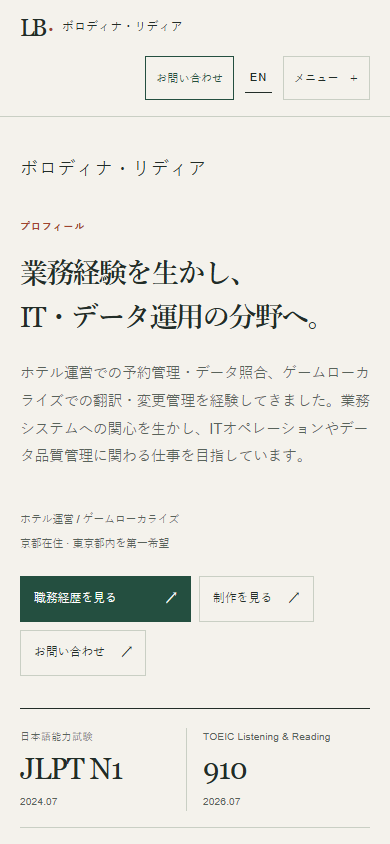 LB· ボロディナ・リディア
お問い合わせ EN メニュー +
ボロディナ・リディア
プロフィール
業務経験を生かし、
IT・データ運用の分野へ。
ホテル運営での予約管理・データ照合、ゲームローカ
ライズでの翻訳・変更管理を経験してきました。業務
システムへの関心を生かし、ITオペレーションやデー
タ品質管理に関わる仕事を目指しています。
ホテル運営 / ゲームローカライズ
京都在住・東京都内を第一希望
職務経歴を見る ↗ 制作を見る ↗
お問い合わせ ↗
日本語能力試験 TOEIC Listening & Reading
JLPT N1 910
2024.07 2026.07